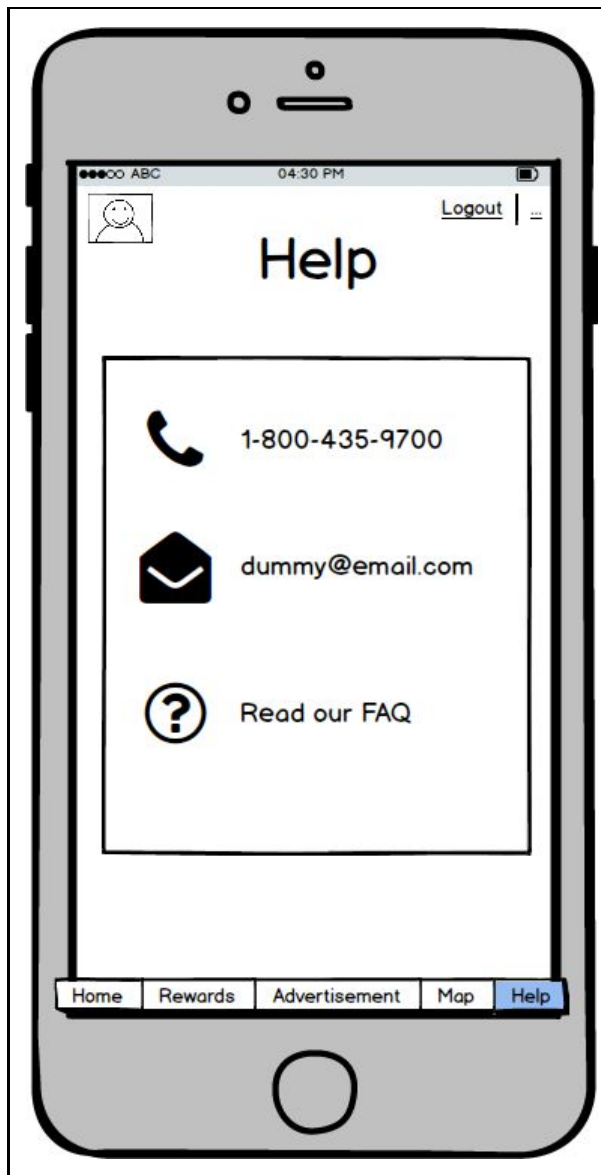 ABC 04:30 PM
Logout | ...
Help
1-800-435-9700
dummy@email.com
Read our FAQ
Home Rewards Advertisement Map Help